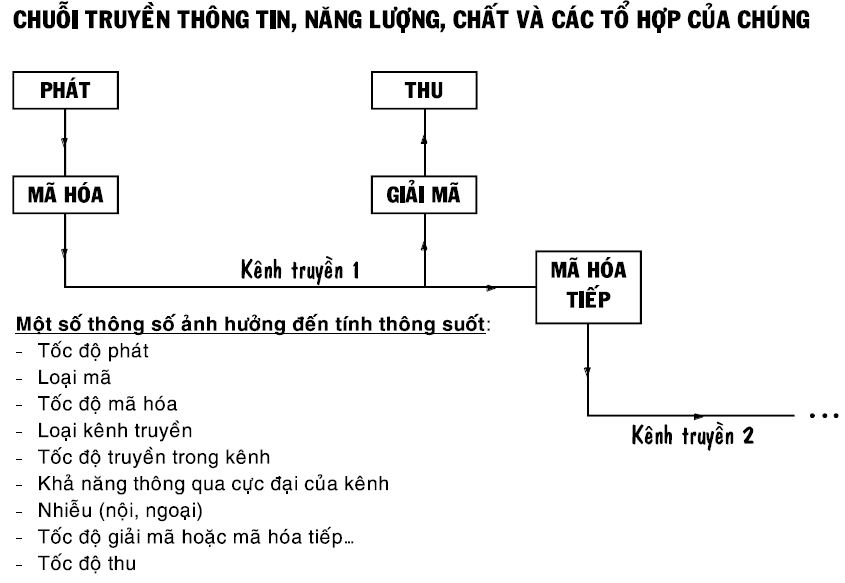 CHUỖI TRUYỀN THÔNG TIN, NĂNG LƯỢNG, CHẤT VÀ CÁC TỔ HỢP CỦA CHÚNG
PHÁT
THU
MÃ HÓA
GIẢI MÃ
Kênh truyền 1
MÃ HÓA
TIẾP
Một số thông số ảnh hưởng đến tính thông suốt:
- Tốc độ phát
- Loại mã
- Tốc độ mã hóa
- Loại kênh truyền
- Tốc độ truyền trong kênh
- Khả năng thông qua cực đại của kênh
- Nhiễu (nội, ngoại)
- Tốc độ giải mã hoặc mã hóa tiếp...
- Tốc độ thu
...
Kênh truyền 2